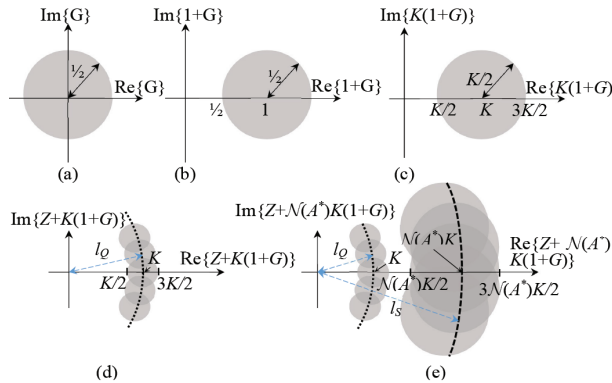 Im{G}
½
Re{G}
(a)
Im{1+G}
½
Re{1+G}
½
1
(b)
Im{K(1+G)}
K/2
Re{K(1+G)
K/2
K
3K/2
(c)
Im{Z+K(1+G)}
l_Q
K
Re{Z+K(1+G)}
K/2
3K/2
(d)
Im{Z+𝒩(A*)K(1+G)}
l_Q
K
𝒩(A*)K
Re{Z+ 𝒩(A*)
K(1+G)}
𝒩(A*)K/2
3𝒩(A*)K/2
l_S
(e)